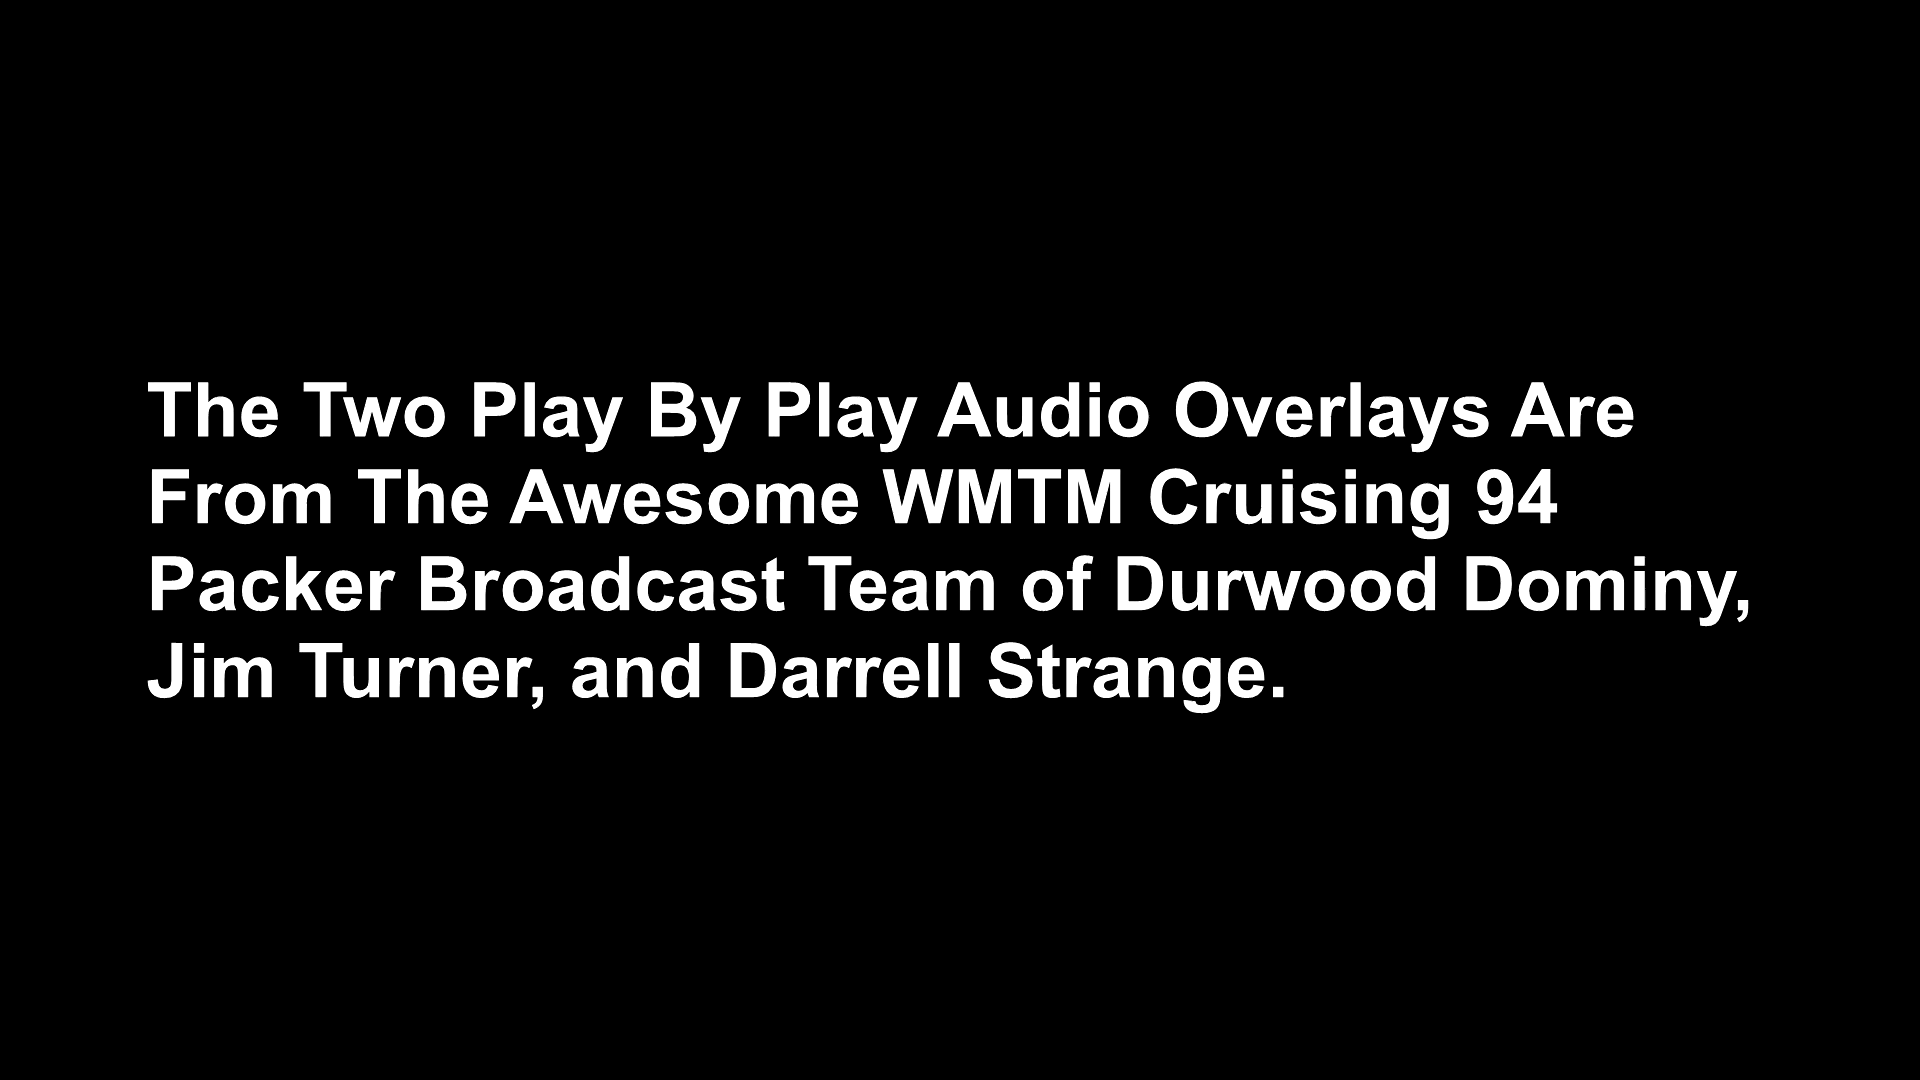 The Two Play By Play Audio Overlays Are
From The Awesome WMTM Cruising 94
Packer Broadcast Team of Durwood Dominy,
Jim Turner, and Darrell Strange.